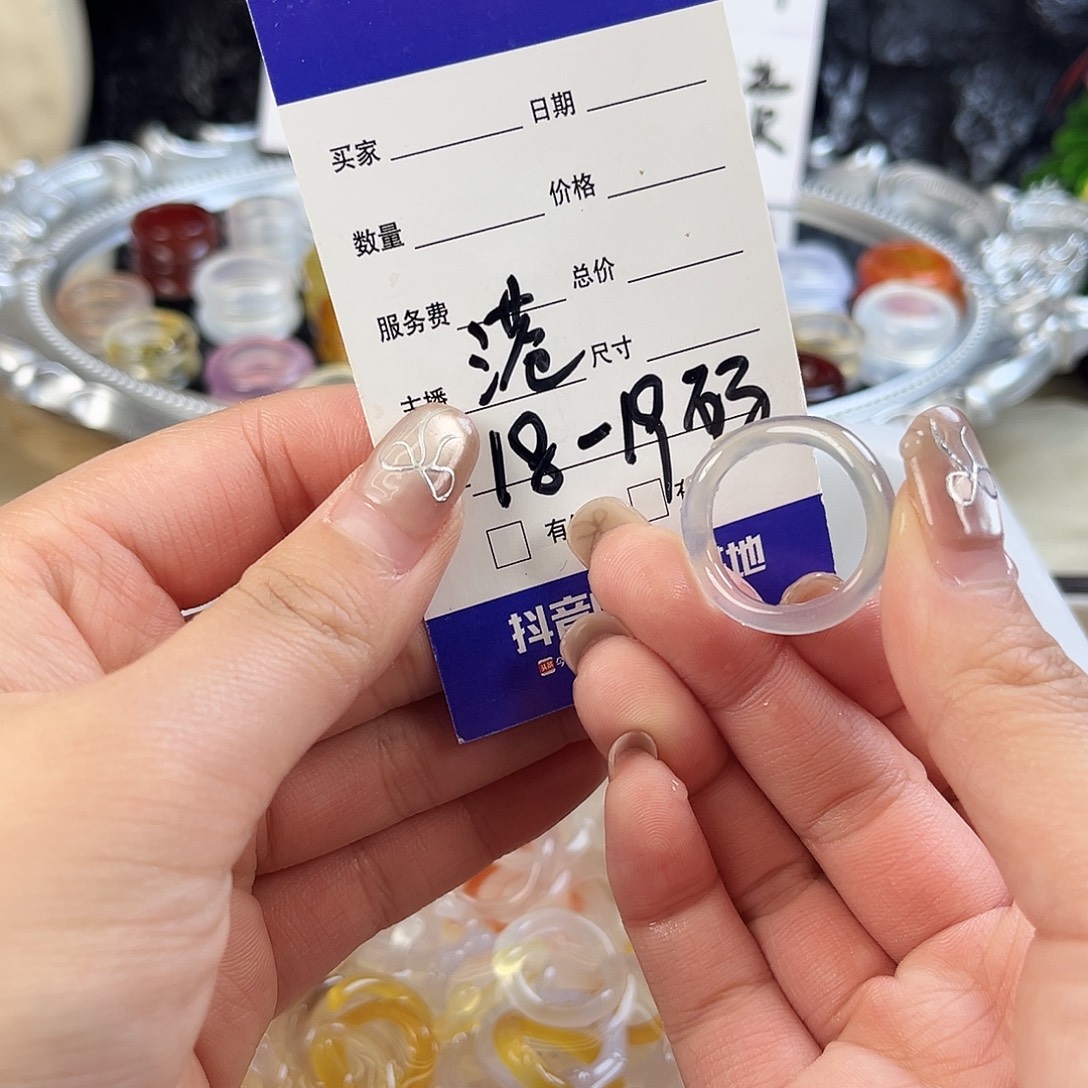 买家 日期
数量 价格
服务费 总价
港
主播 尺寸
18-19码
有
地
抖音